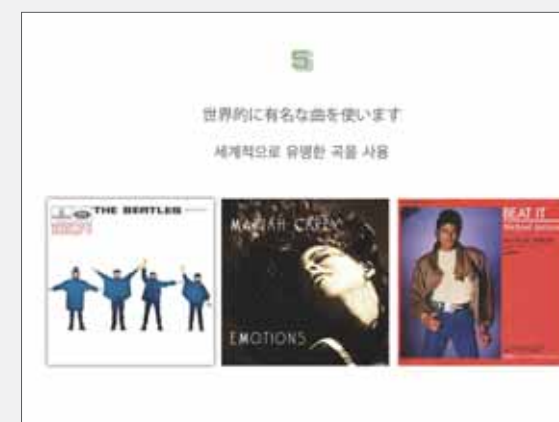 5
世界的に有名な曲を使います
세계적으로 유명한 곡을 사용
THE BEATLES
MARIAH CAREY
EMOTIONS
BEAT IT